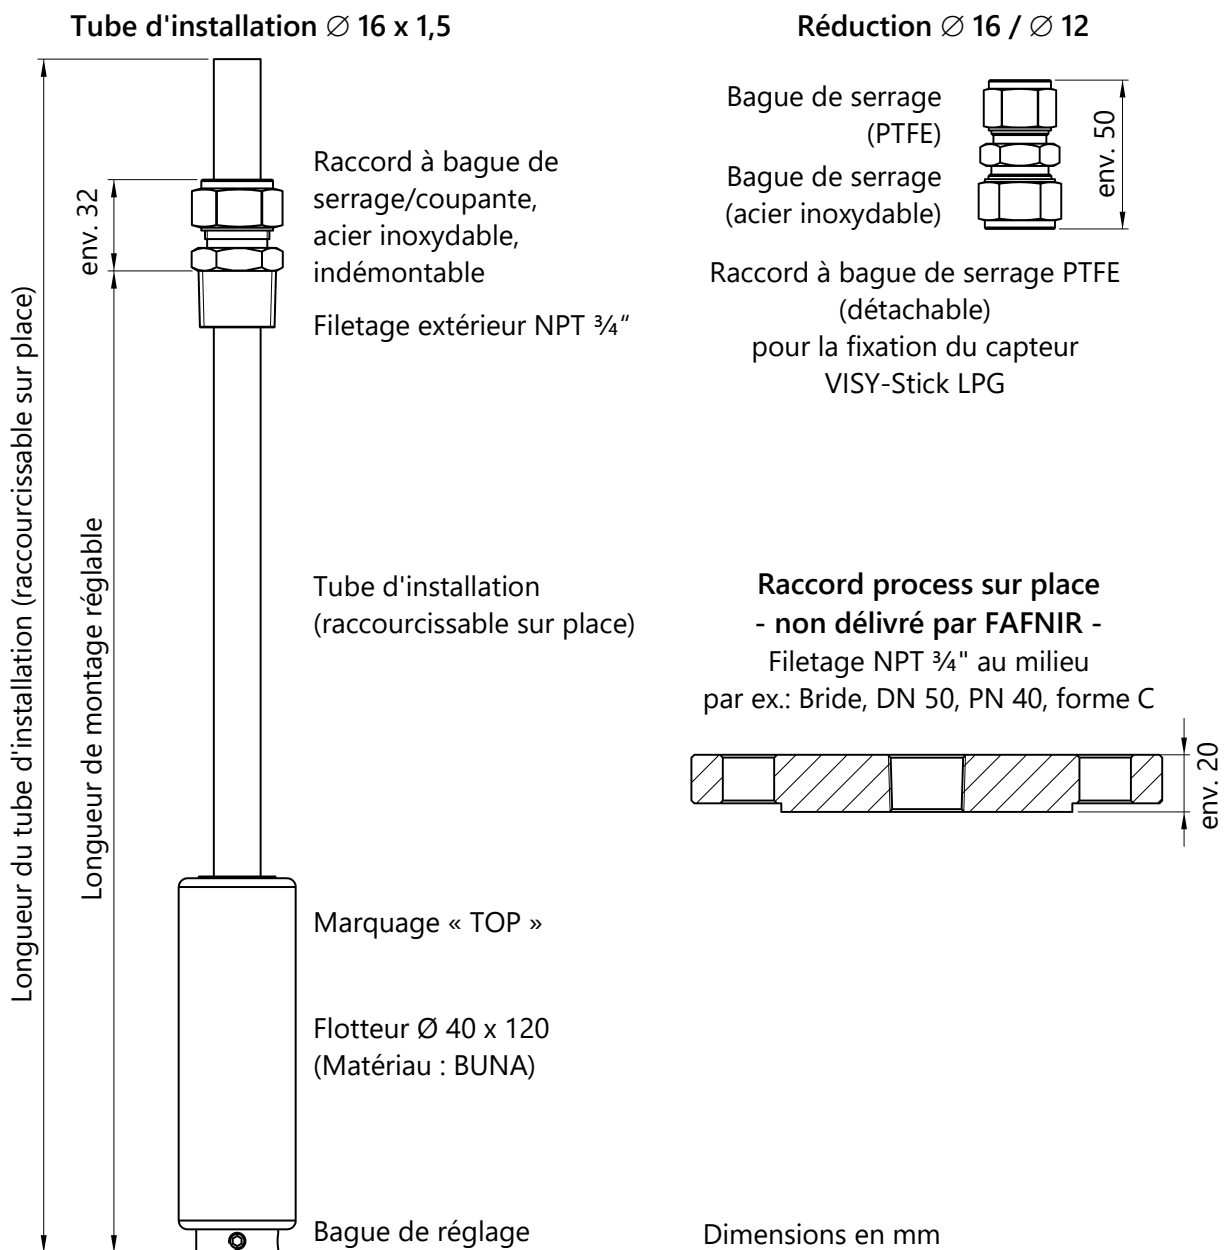 Tube d'installation ∅ 16 x 1,5
Longueur du tube d'installation (raccourcissable sur place)
env. 32
Longueur de montage réglable
Raccord à bague de
serrage/coupante,
acier inoxydable,
indémontable
Filetage extérieur NPT ¾“
Tube d'installation
(raccourcissable sur place)
Marquage « TOP »
Flotteur Ø 40 x 120
(Matériau : BUNA)
Bague de réglage
Réduction ∅ 16 / ∅ 12
Bague de serrage
(PTFE)
Bague de serrage
(acier inoxydable)
env. 50
Raccord à bague de serrage PTFE
(détachable)
pour la fixation du capteur
VISY-Stick LPG
Raccord process sur place
- non délivré par FAFNIR -
Filetage NPT ¾" au milieu
par ex.: Bride, DN 50, PN 40, forme C
env. 20
Dimensions en mm